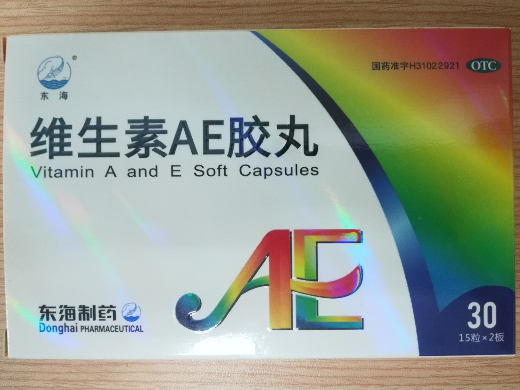 东海
国药准字H31022921 OTC
维生素AE胶丸
Vitamin A and E Soft Capsules
AE
东海制药
Donghai PHARMACEUTICAL
30
15粒×2板